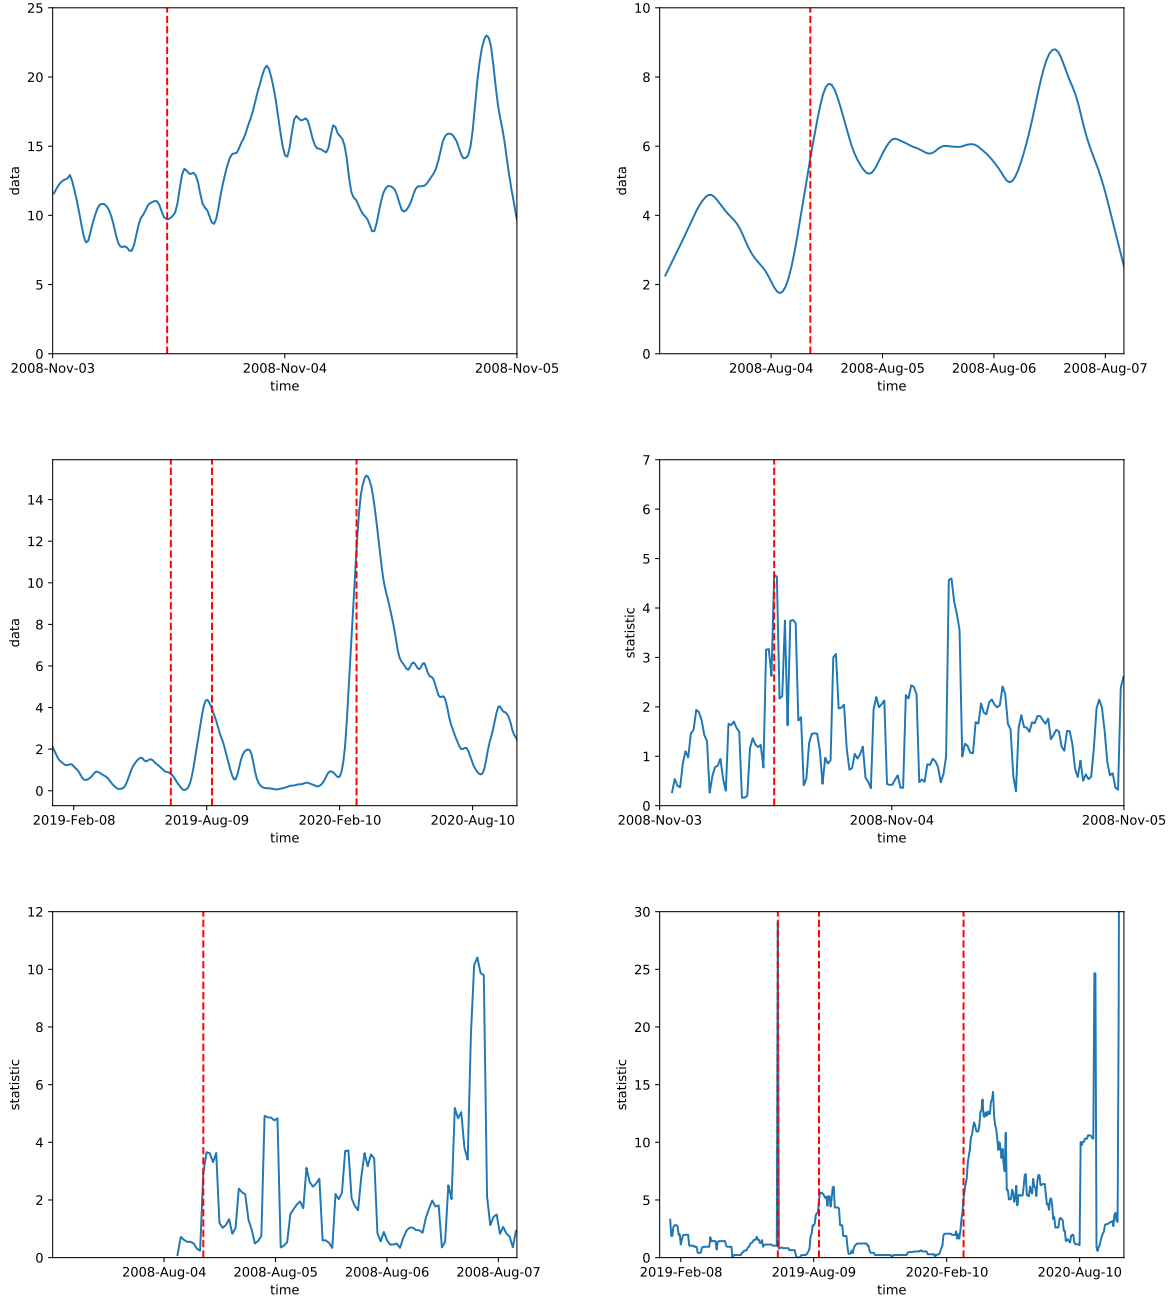 25
20
15
10
5
0
data
2008-Nov-03
2008-Nov-04
2008-Nov-05
time
10
8
6
4
2
0
data
2008-Aug-04
2008-Aug-05
2008-Aug-06
2008-Aug-07
time
14
12
10
8
6
4
2
0
data
2019-Feb-08
2019-Aug-09
2020-Feb-10
2020-Aug-10
time
7
6
5
4
3
2
1
0
statistic
2008-Nov-03
2008-Nov-04
2008-Nov-05
time
12
10
8
6
4
2
0
statistic
2008-Aug-04
2008-Aug-05
2008-Aug-06
2008-Aug-07
time
30
25
20
15
10
5
0
statistic
2019-Feb-08
2019-Aug-09
2020-Feb-10
2020-Aug-10
time